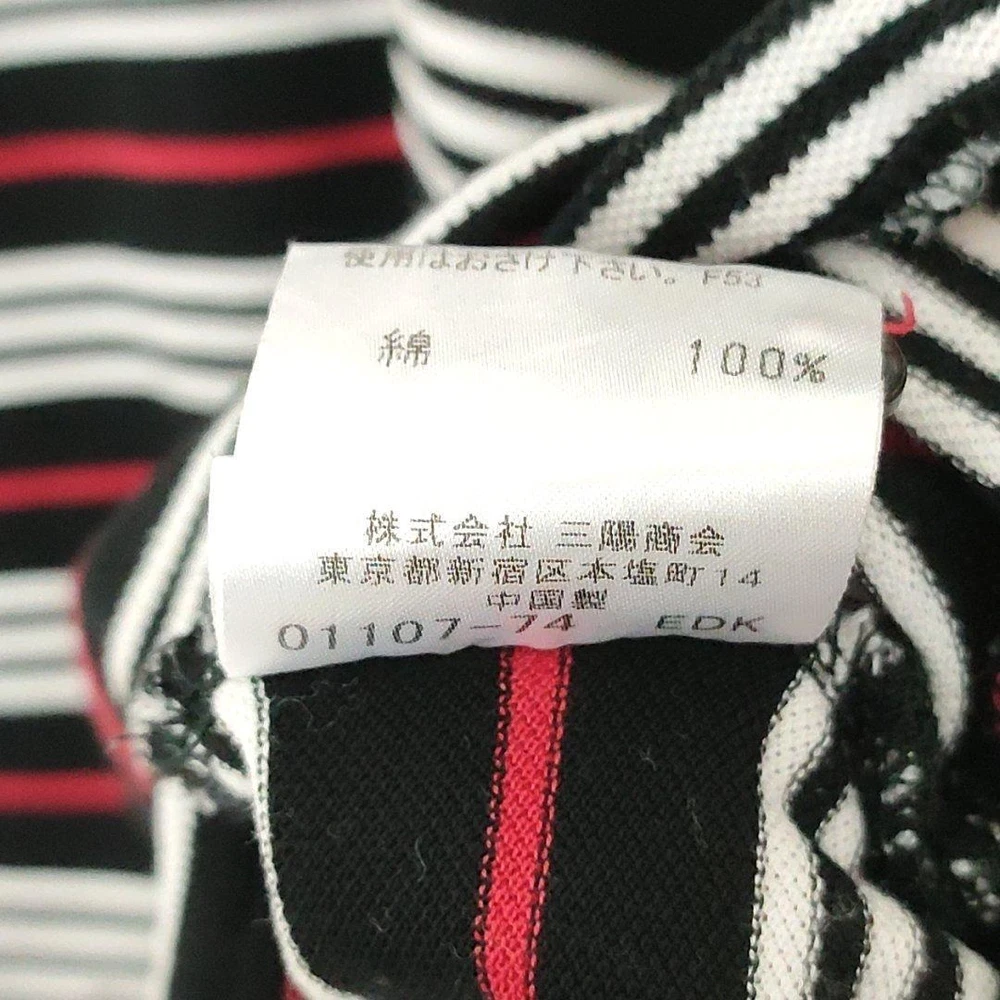 使用はおさけ下さい。F53
綿 100%
株式会社 三陽商会
東京都新宿区本塩町14
中国製
01107-74 EDK